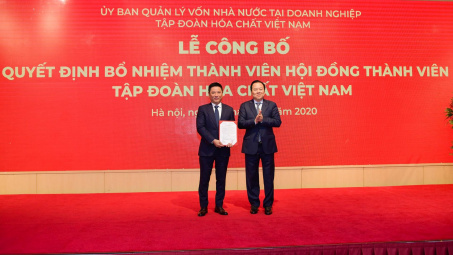 ỦY BAN QUẢN LÝ VỐN NHÀ NƯỚC TẠI DOANH NGHIỆP
TẬP ĐOÀN HÓA CHẤT VIỆT NAM
LỄ CÔNG BỐ
QUYẾT ĐỊNH BỔ NHIỆM THÀNH VIÊN HỘI ĐỒNG THÀNH VIÊN
TẬP ĐOÀN HÓA CHẤT VIỆT NAM
Hà nội, 2020